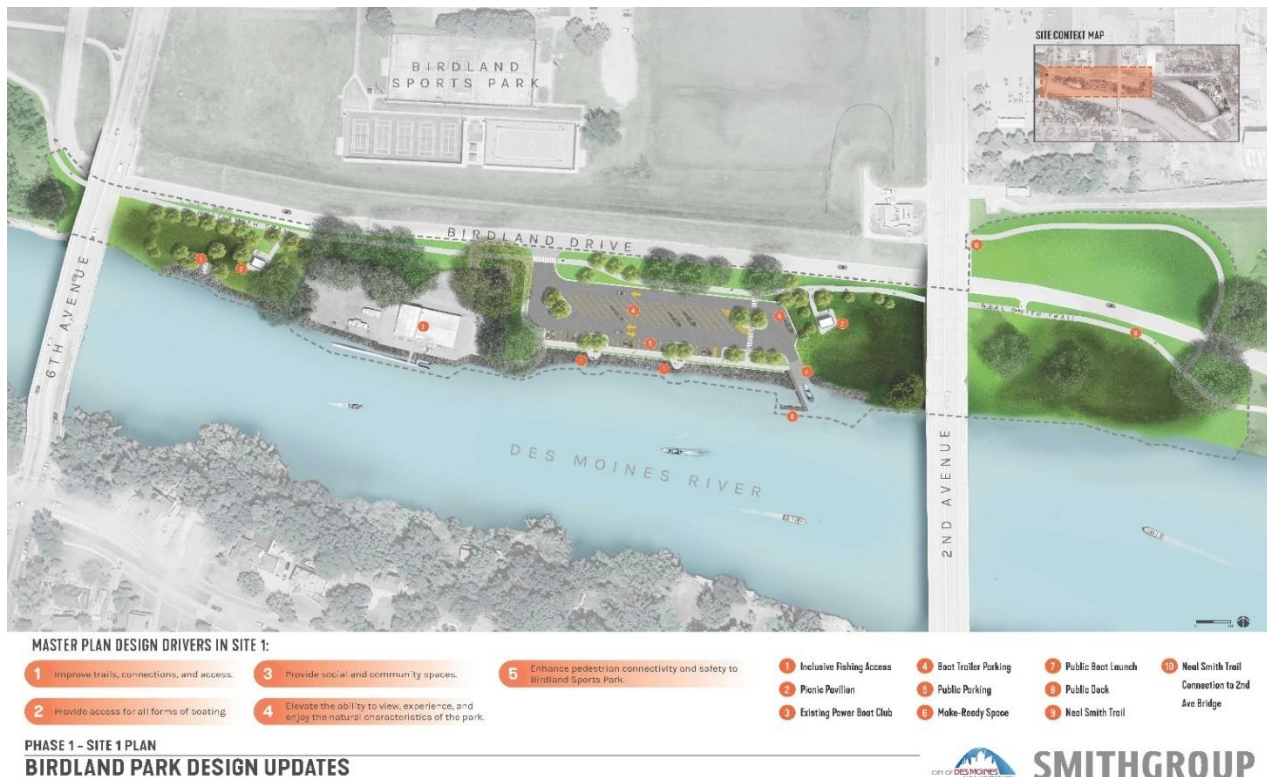 SITE CONTEXT MAP
BIRDLAND
SPORTS PARK
BIRDLAND DRIVE
6TH AVENUE
2ND AVENUE
NEAL SMITH TRAIL
DES MOINES RIVER
MASTER PLAN DESIGN DRIVERS IN SITE 1:
1 Improve trails, connections, and access.
2 Provide access for all forms of boating.
3 Provide social and community spaces.
4 Elevate the ability to view, experience, and
enjoy the natural characteristics of the park.
5 Enhance pedestrian connectivity and safety to
Birdland Sports Park.
1 Inclusive Fishing Access
2 Picnic Pavilion
3 Existing Power Boat Club
4 Boat Trailer Parking
5 Public Parking
6 Make-Ready Space
7 Public Boat Launch
8 Public Dock
9 Neal Smith Trail
10 Neal Smith Trail
Connection to 2nd
Ave Bridge
PHASE 1 - SITE 1 PLAN
BIRDLAND PARK DESIGN UPDATES
CITY OF DES MOINES
SMITHGROUP